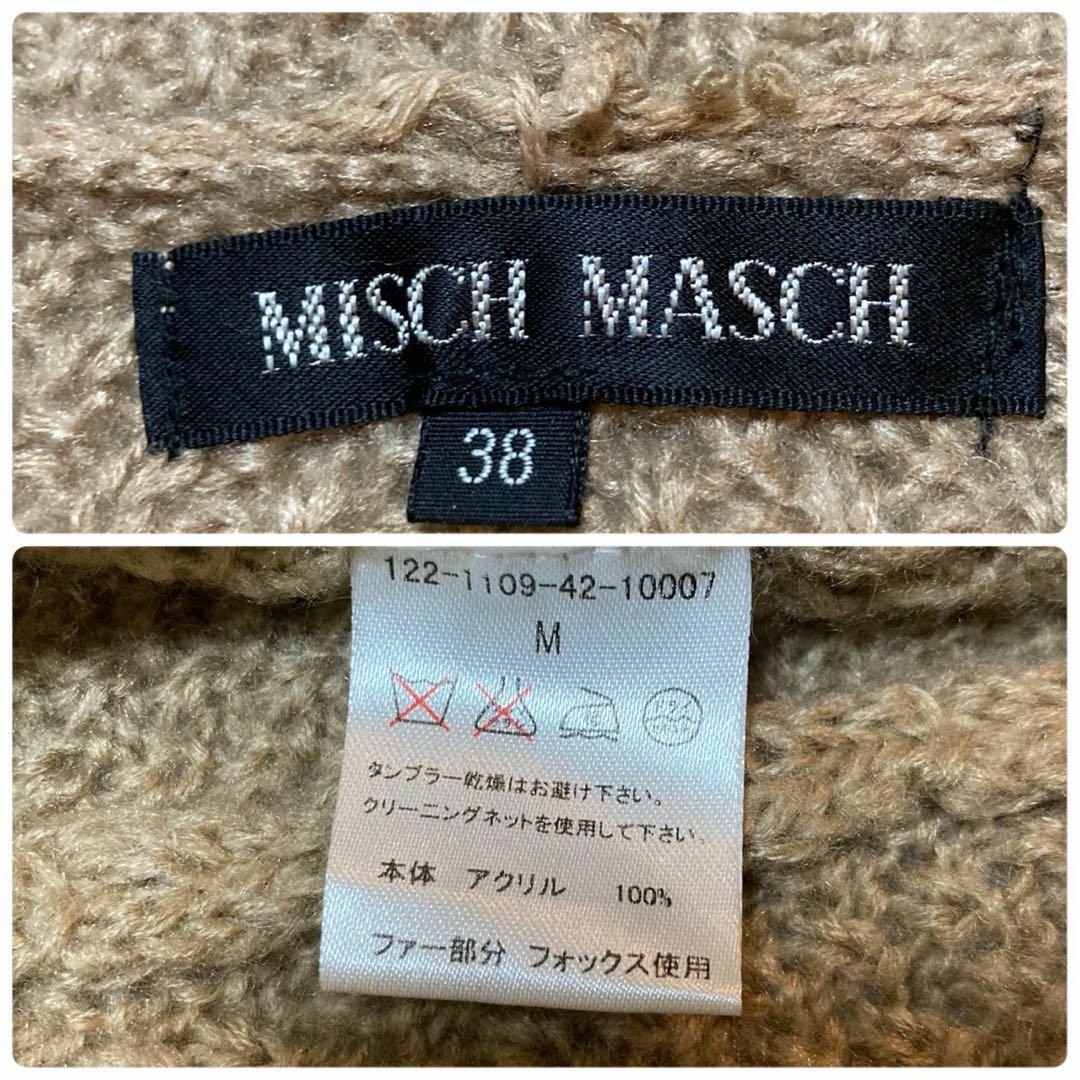 MISCH MASCH
38
122-1109-42-10007
M
タンブラー乾燥はお避け下さい。
クリーニングネットを使用して下さい。
本体 アクリル 100%
ファー部分 フォックス使用